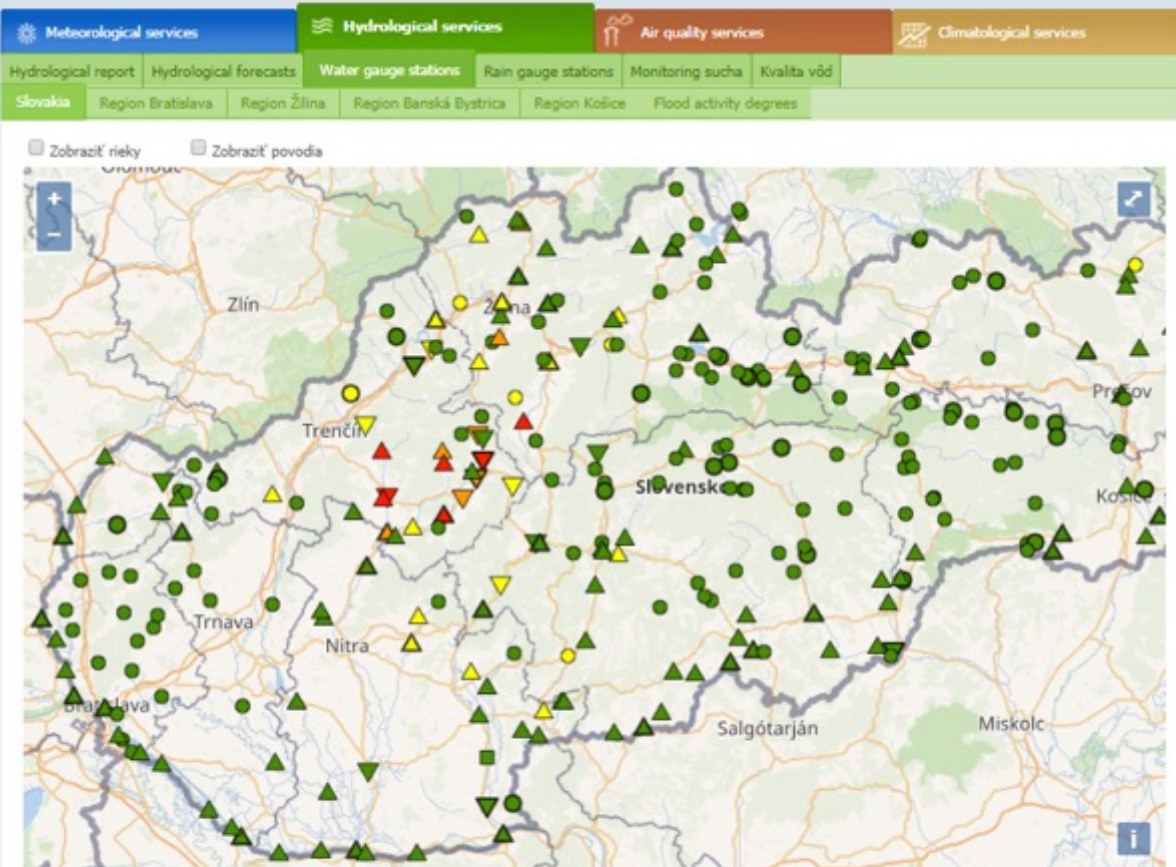 Meteorological services
Hydrological services
Air quality services
Climatological services
Hydrological report
Hydrological forecasts
Water gauge stations
Rain gauge stations
Monitoring sucha
Kvalita vôd
Slovakia
Region Bratislava
Region Žilina
Region Banská Bystrica
Region Košice
Flood activity degrees
Zobraziť rieky
Zobraziť povodia
Olomouc
+
−
Zlín
Žilina
Prešov
Trenčín
Slovensko
Košice
Trnava
Nitra
Bratislava
Salgótarján
Miskolc
i